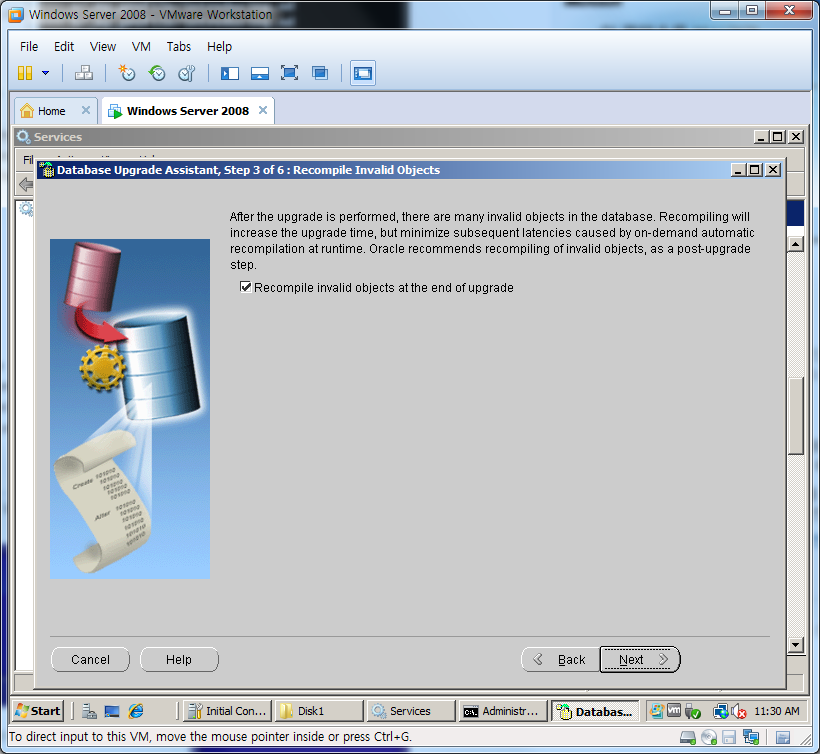 Windows Server 2008 - VMware Workstation
File Edit View VM Tabs Help
Home Windows Server 2008
Services
Database Upgrade Assistant, Step 3 of 6 : Recompile Invalid Objects
After the upgrade is performed, there are many invalid objects in the database. Recompiling will
increase the upgrade time, but minimize subsequent latencies caused by on-demand automatic
recompilation at runtime. Oracle recommends recompiling of invalid objects, as a post-upgrade
step.
Recompile invalid objects at the end of upgrade
Create 101010
101010
101010
101010
Alter 101010
101010
101010
101010
101010
Cancel Help Back Next
Start Initial Con... Disk1 Services Administr... Databas... 11:30 AM
To direct input to this VM, move the mouse pointer inside or press Ctrl+G.